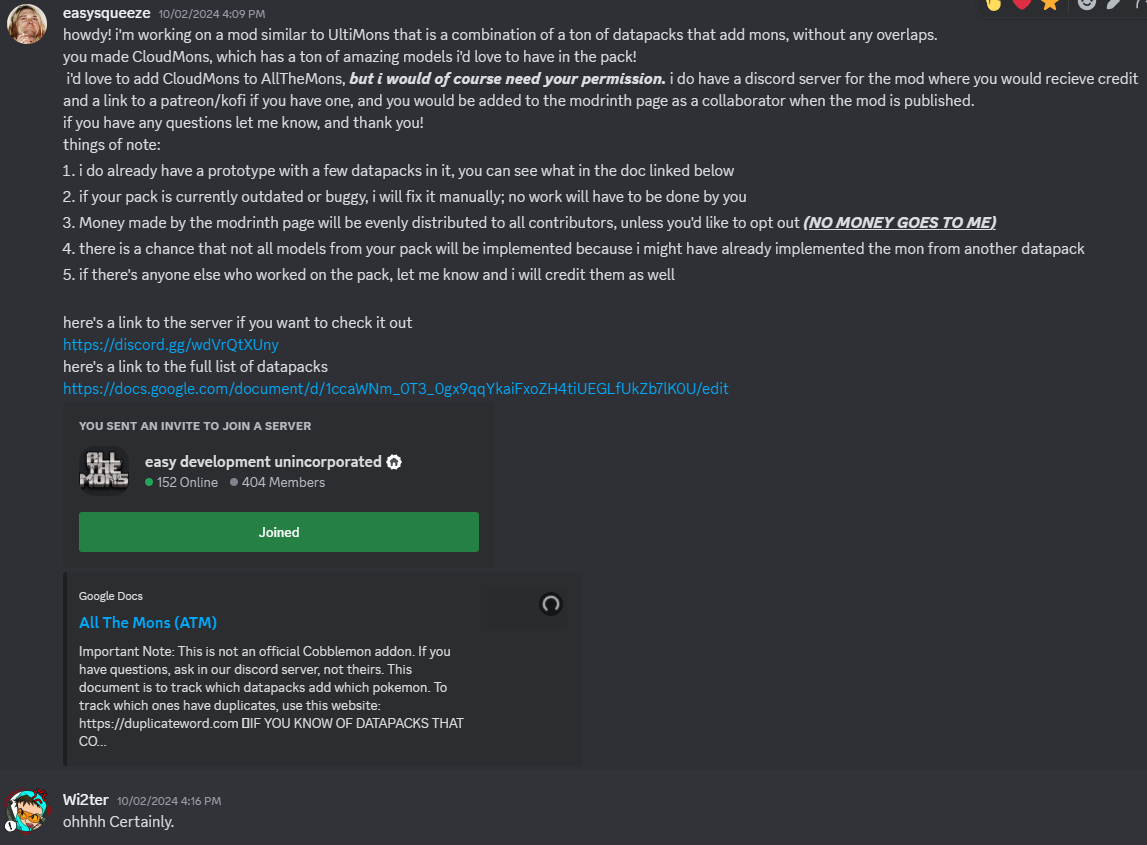 easysqueeze 10/02/2024 4:09 PM
howdy! i'm working on a mod similar to UltiMons that is a combination of a ton of datapacks that add mons, without any overlaps.
you made CloudMons, which has a ton of amazing models i'd love to have in the pack!
i'd love to add CloudMons to AllTheMons, but i would of course need your permission. i do have a discord server for the mod where you would recieve credit
and a link to a patreon/kofi if you have one, and you would be added to the modrinth page as a collaborator when the mod is published.
if you have any questions let me know, and thank you!
things of note:
1. i do already have a prototype with a few datapacks in it, you can see what in the doc linked below
2. if your pack is currently outdated or buggy, i will fix it manually; no work will have to be done by you
3. Money made by the modrinth page will be evenly distributed to all contributors, unless you'd like to opt out (NO MONEY GOES TO ME)
4. there is a chance that not all models from your pack will be implemented because i might have already implemented the mon from another datapack
5. if there's anyone else who worked on the pack, let me know and i will credit them as well
here's a link to the server if you want to check it out
https://discord.gg/wdVrQtXUny
here's a link to the full list of datapacks
https://docs.google.com/document/d/1ccaWNm_0T3_0gx9qqYkaiFxoZH4tiUEGLfUkZb7lK0U/edit
YOU SENT AN INVITE TO JOIN A SERVER
ALL THE MONS
easy development unincorporated
152 Online 404 Members
Joined
Google Docs
All The Mons (ATM)
Important Note: This is not an official Cobblemon addon. If you
have questions, ask in our discord server, not theirs. This
document is to track which datapacks add which pokemon. To
track which ones have duplicates, use this website:
https://duplicateword.com IF YOU KNOW OF DATAPACKS THAT
CO...
Wi2ter 10/02/2024 4:16 PM
ohhhh Certainly.